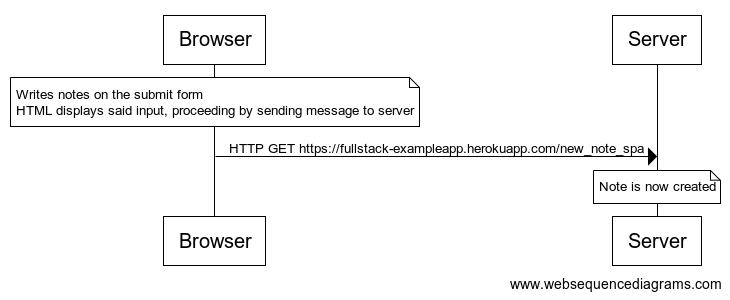 Browser
Server
Writes notes on the submit form
HTML displays said input, proceeding by sending message to server
HTTP GET https://fullstack-exampleapp.herokuapp.com/new_note_spa
Note is now created
Browser
Server
www.websequencediagrams.com